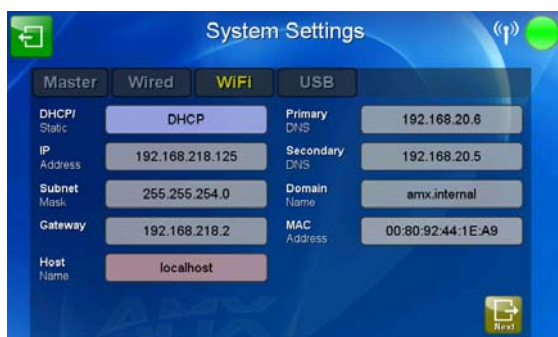 System Settings
Master Wired WiFi USB
DHCP/
Static
DHCP
Primary
DNS
192.168.20.6
IP
Address
192.168.218.125
Secondary
DNS
192.168.20.5
Subnet
Mask
255.255.254.0
Domain
Name
amx.internal
Gateway
192.168.218.2
MAC
Address
00:80:92:44:1E:A9
Host
Name
localhost
Next